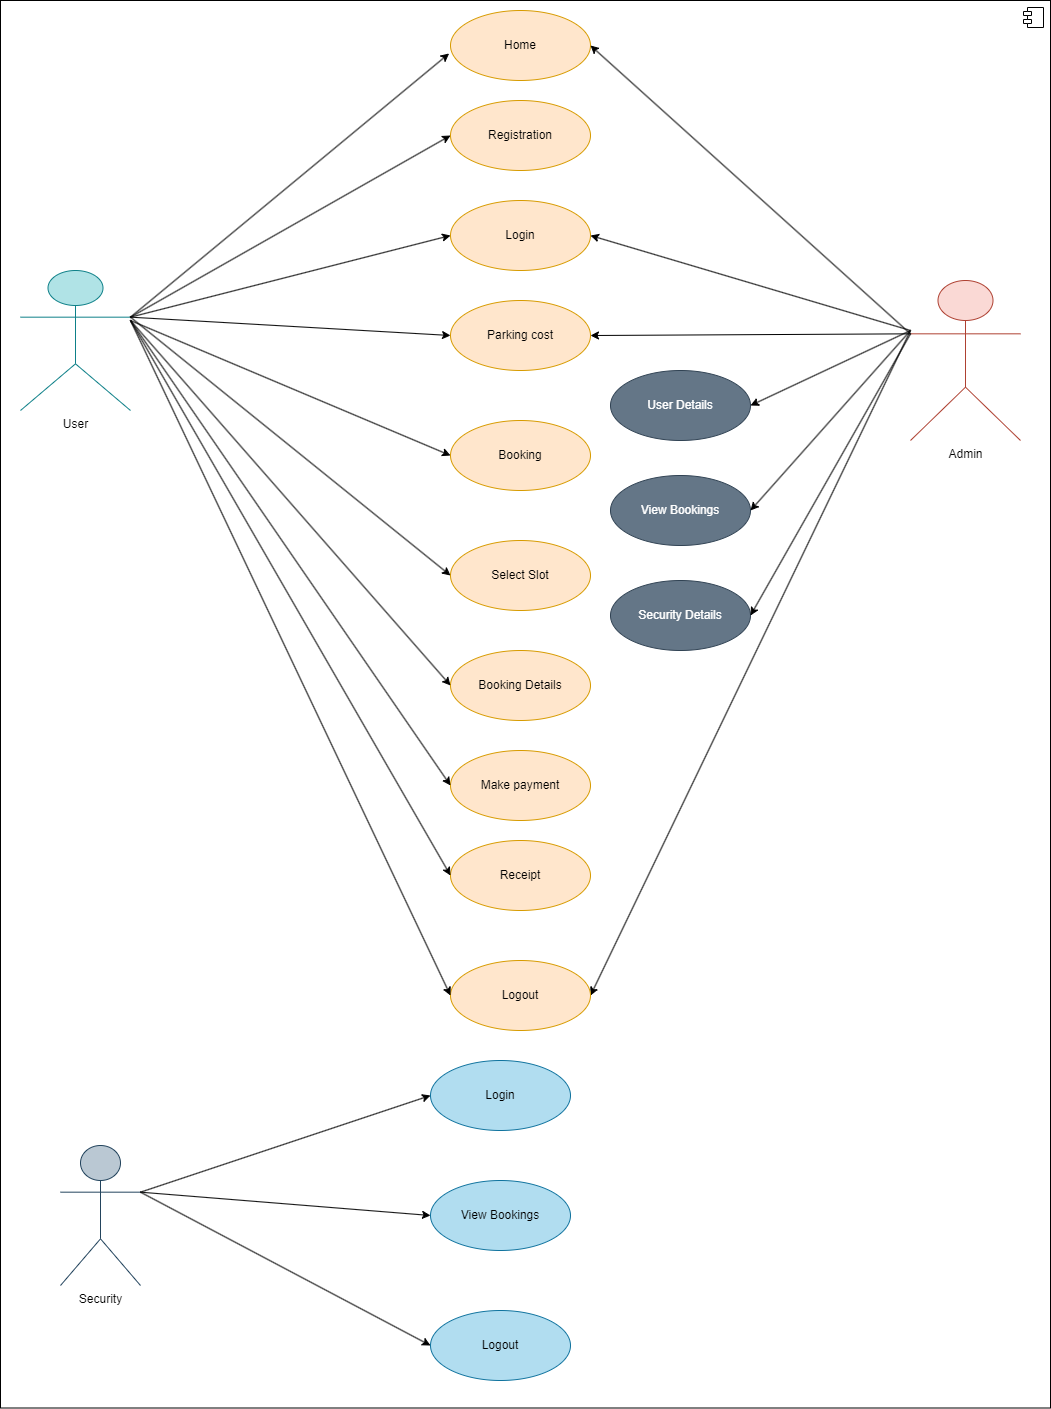 Home
Registration
Login
Parking cost
User Details
User
Admin
Booking
View Bookings
Select Slot
Security Details
Booking Details
Make payment
Receipt
Logout
Login
View Bookings
Security
Logout